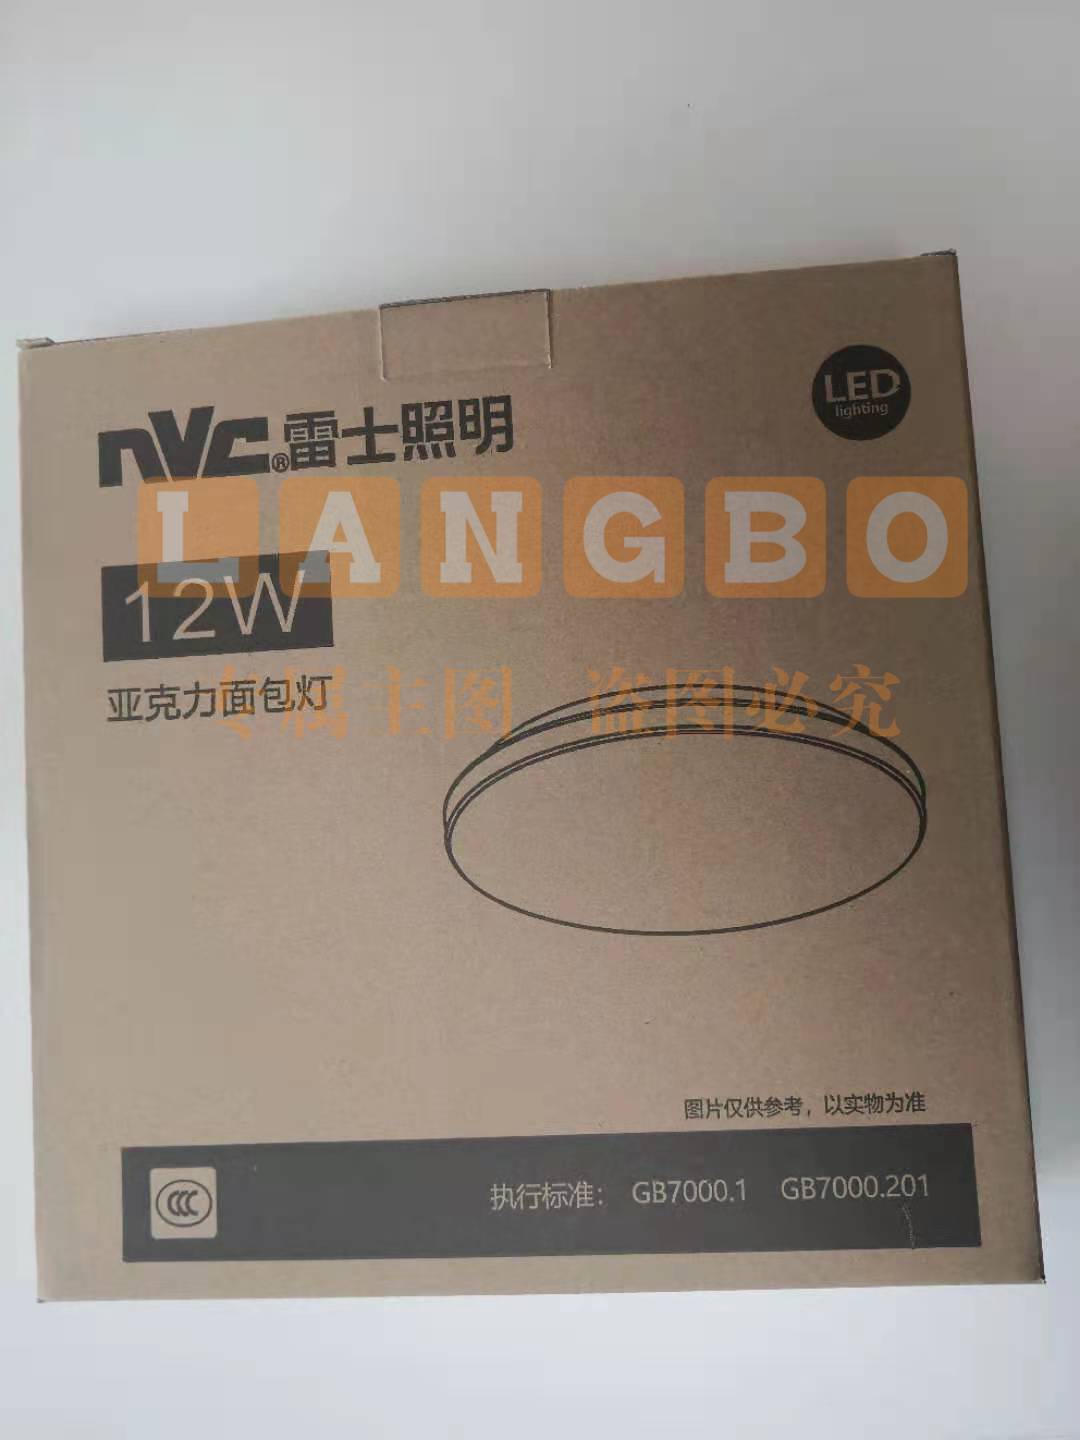 nVC®雷士照明
LED
lighting
LANGBO
12W
亚克力面包灯
专属主图 盗图必究
图片仅供参考，以实物为准
CCC
执行标准： GB7000.1 GB7000.201